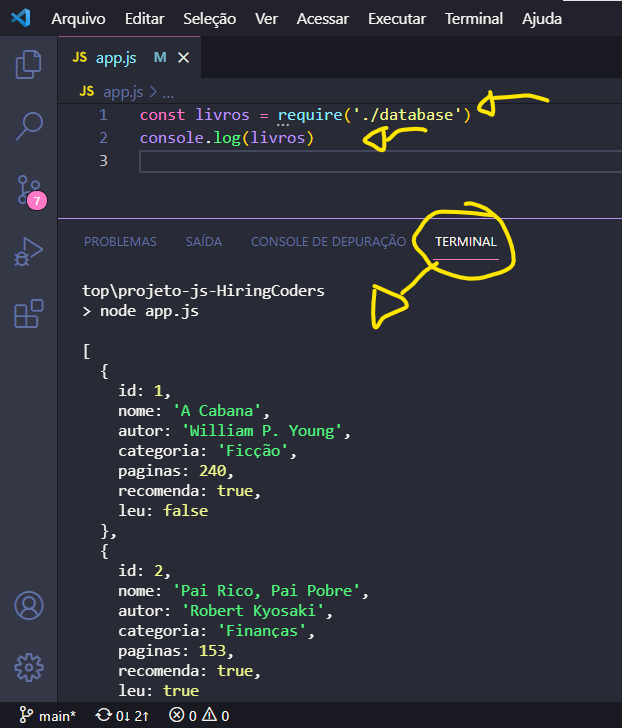 Arquivo Editar Seleção Ver Acessar Executar Terminal Ajuda
JS app.js M
JS app.js > ...
1 const livros = require('./database')
2 console.log(livros)
3
7
PROBLEMAS SAÍDA CONSOLE DE DEPURAÇÃO TERMINAL
top\projeto-js-HiringCoders
> node app.js
[
{
id: 1,
nome: 'A Cabana',
autor: 'William P. Young',
categoria: 'Ficção',
paginas: 240,
recomenda: true,
leu: false
},
{
id: 2,
nome: 'Pai Rico, Pai Pobre',
autor: 'Robert Kyosaki',
categoria: 'Finanças',
paginas: 153,
recomenda: true,
leu: true
main* 0↓ 2↑ 0 0